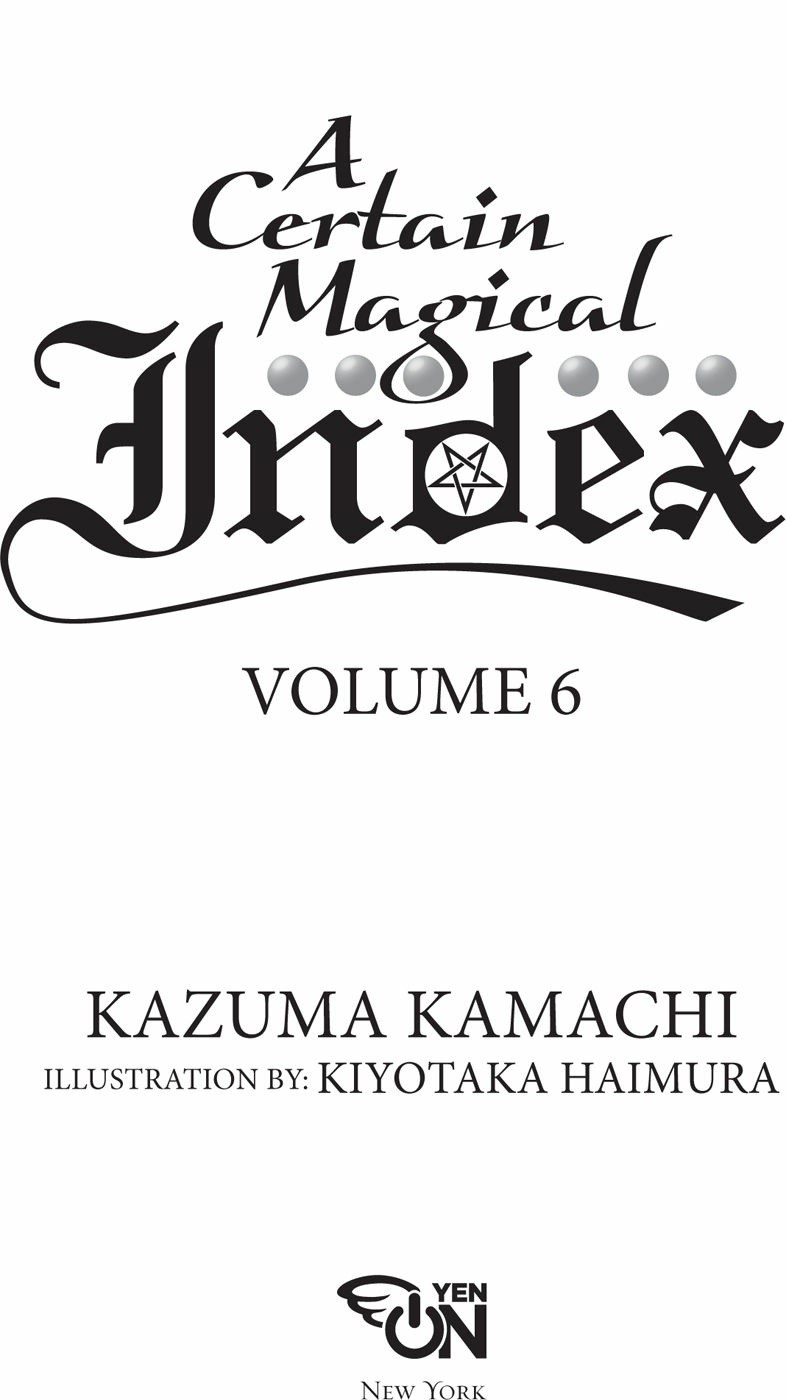 A
Certain
Magical
Index
VOLUME 6
KAZUMA KAMACHI
ILLUSTRATION BY: KIYOTAKA HAIMURA
YEN
ON
NEW YORK